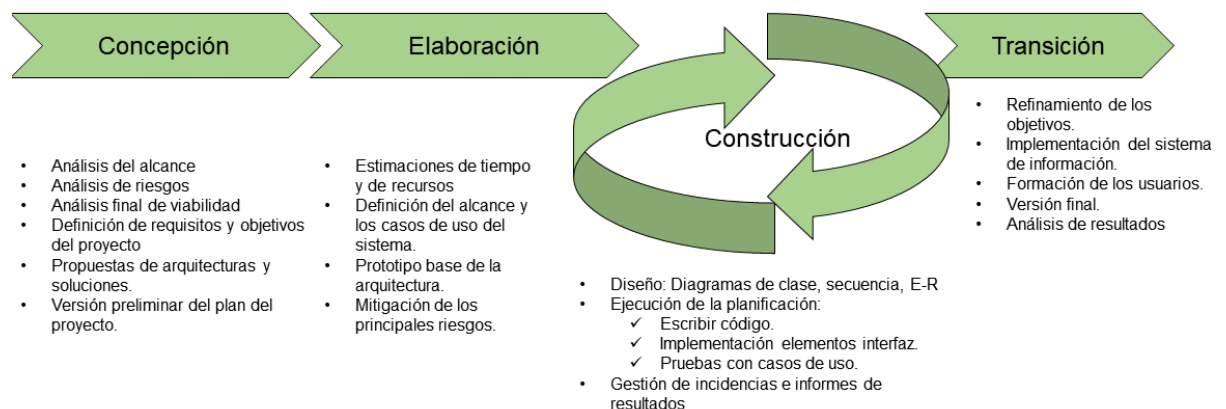 Concepción
• Análisis del alcance
• Análisis de riesgos
• Análisis final de viabilidad
• Definición de requisitos y objetivos
del proyecto
• Propuestas de arquitecturas y
soluciones.
• Versión preliminar del plan del
proyecto.
Elaboración
• Estimaciones de tiempo
y de recursos
• Definición del alcance y
los casos de uso del
sistema.
• Prototipo base de la
arquitectura.
• Mitigación de los
principales riesgos.
Construcción
• Diseño: Diagramas de clase, secuencia, E-R
• Ejecución de la planificación:
✓ Escribir código.
✓ Implementación elementos interfaz.
✓ Pruebas con casos de uso.
• Gestión de incidencias e informes de
resultados
Transición
• Refinamiento de los
objetivos.
• Implementación del sistema
de información.
• Formación de los usuarios.
• Versión final.
• Análisis de resultados